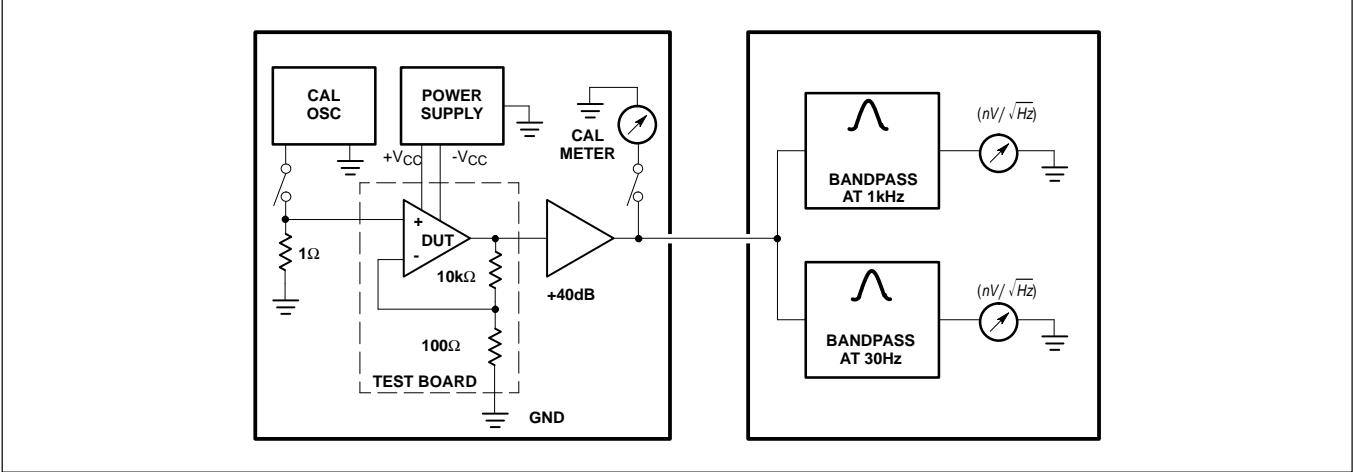 CAL
OSC
POWER
SUPPLY
CAL
METER
+VCC
-VCC
1Ω
+
DUT
-
10kΩ
100Ω
TEST BOARD
+40dB
GND
(nV/√Hz)
BANDPASS
AT 1kHz
(nV/√Hz)
BANDPASS
AT 30Hz